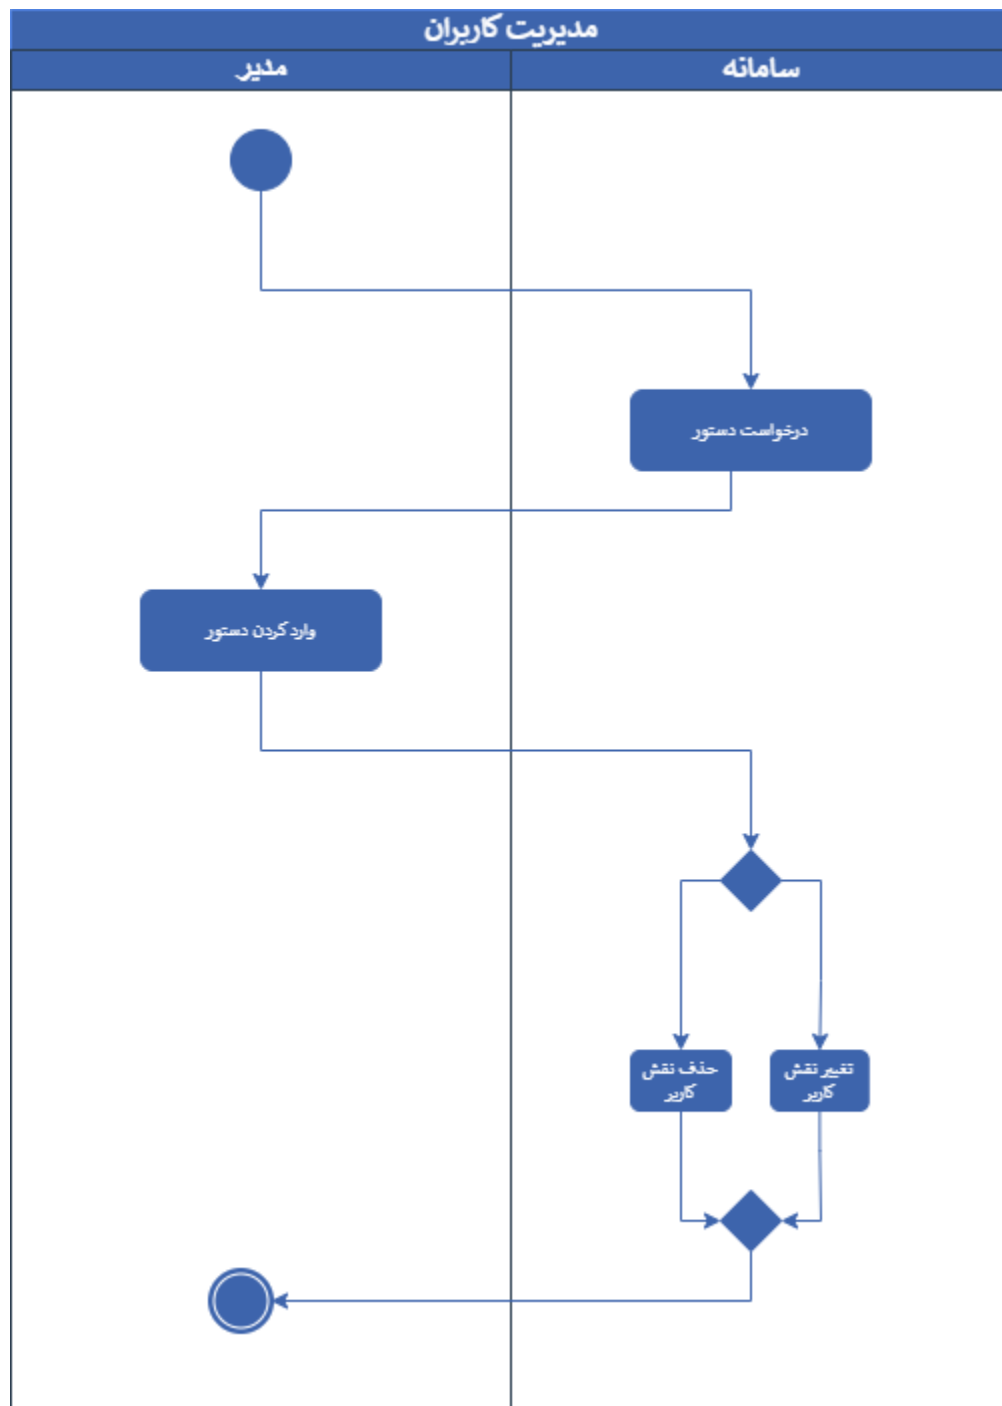 مدیریت کاربران
سامانه
مدیر
درخواست دستور
وارد کردن دستور
تغییر نقش
کاربر
حذف نقش
کاربر